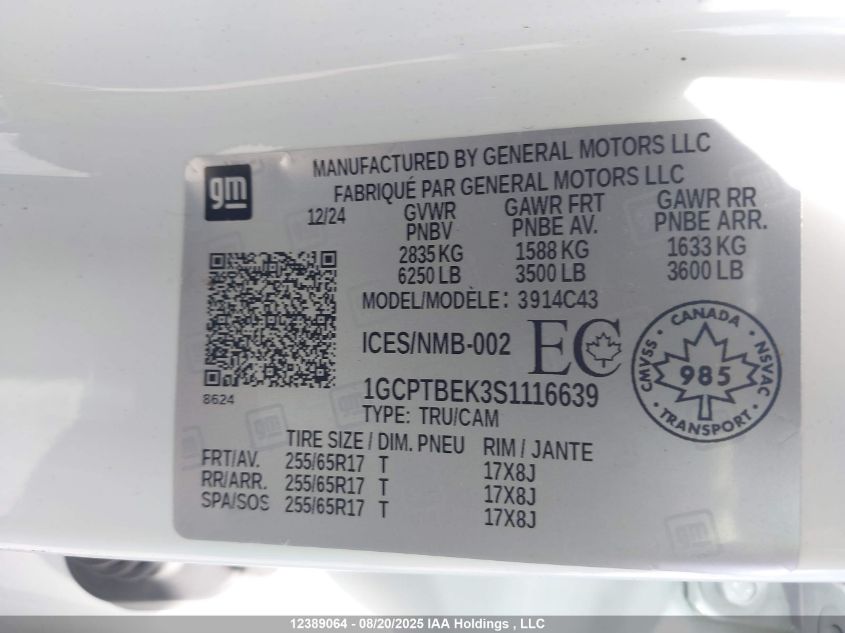 MANUFACTURED BY GENERAL MOTORS LLC
FABRIQUÉ PAR GENERAL MOTORS LLC
gm
12/24 GVWR GAWR FRT GAWR RR
PNBV PNBE AV. PNBE ARR.
2835 KG 1588 KG 1633 KG
6250 LB 3500 LB 3600 LB
MODEL/MODÈLE: 3914C43
ICES/NMB-002 EC
CANADA
CMVSS 985 NSVAC
TRANSPORT
8624
1GCPTBEK3S1116639
TYPE: TRU/CAM
TIRE SIZE / DIM. PNEU RIM / JANTE
FRT/AV. 255/65R17 T 17X8J
RR/ARR. 255/65R17 T 17X8J
SPA/SOS 255/65R17 T 17X8J
12389064 - 08/20/2025 IAA Holdings , LLC